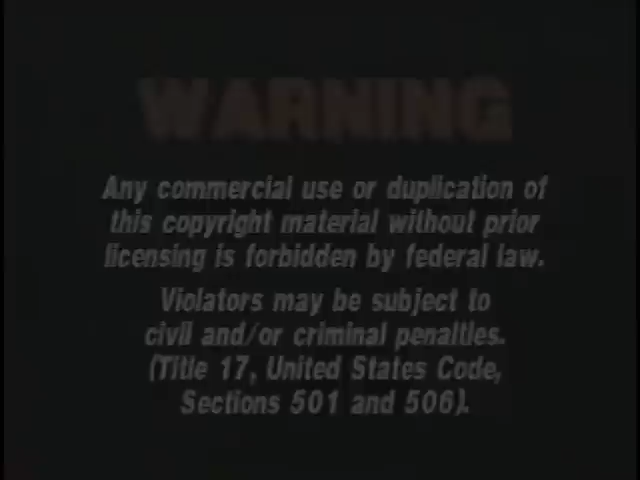 WARNING
Any commercial use or duplication of
this copyright material without prior
licensing is forbidden by federal law.
Violators may be subject to
civil and/or criminal penalties.
(Title 17, United States Code,
Sections 501 and 506).